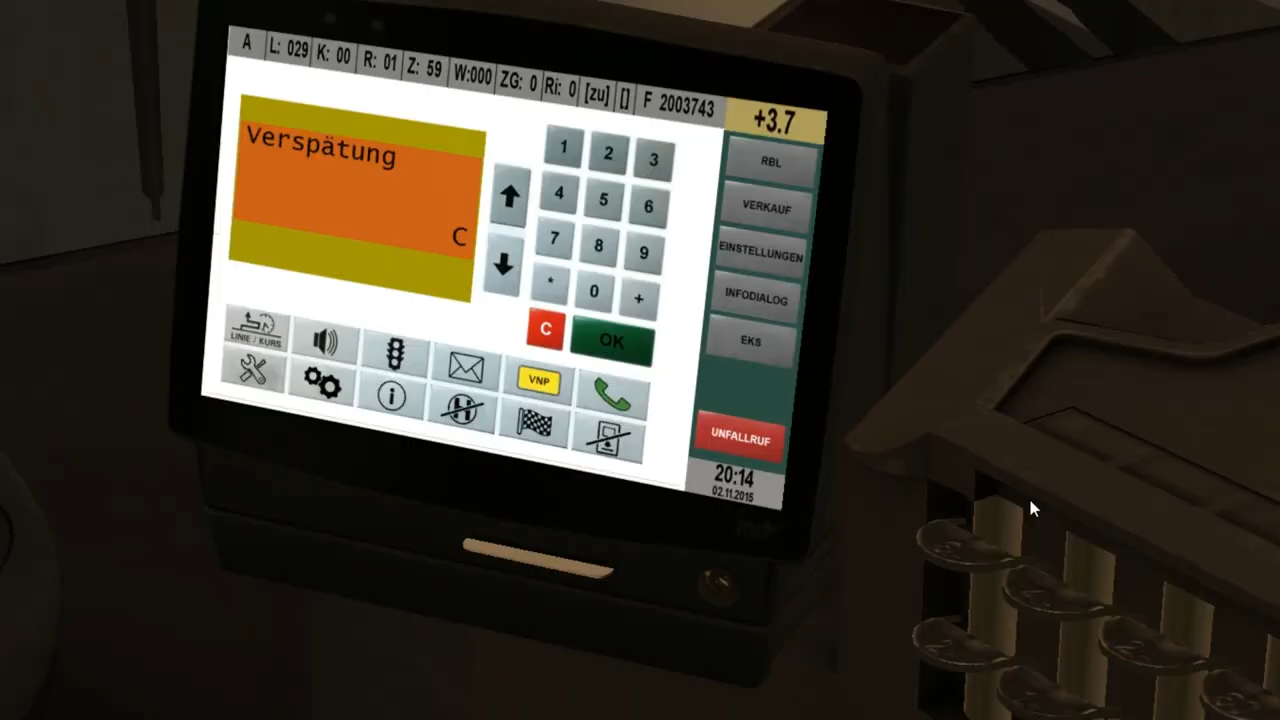 A L: 029 K: 00 R: 01 Z: 59 W:000 ZG: 0 Ri: 0 [zu] [] F 2003743 +3.7
Verspätung
C
1 2 3
4 5 6
7 8 9
* 0 +
C OK
RBL
VERKAUF
EINSTELLUNGEN
INFODIALOG
EKS
LINIE / KURS
VNP
i
H
UNFALLRUF
20:14
02.11.2015